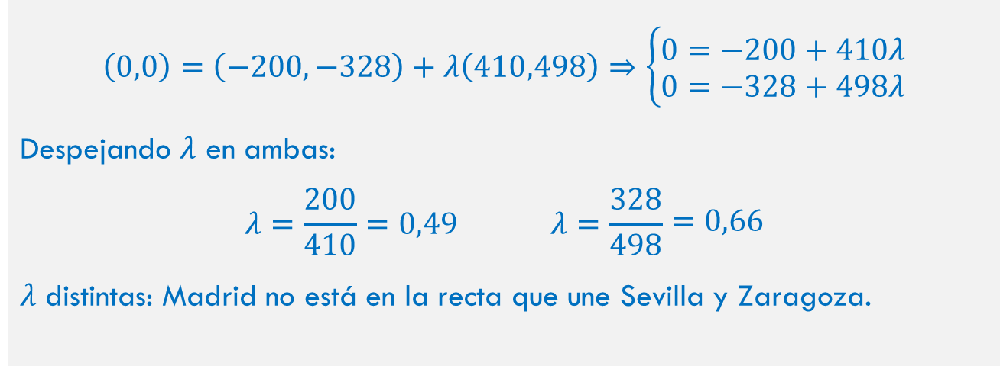 (0,0) = (−200, −328) + λ(410,498) ⇒ {0 = −200 + 410λ
0 = −328 + 498λ
Despejando λ en ambas:
λ = 200/410 = 0,49 λ = 328/498 = 0,66
λ distintas: Madrid no está en la recta que une Sevilla y Zaragoza.